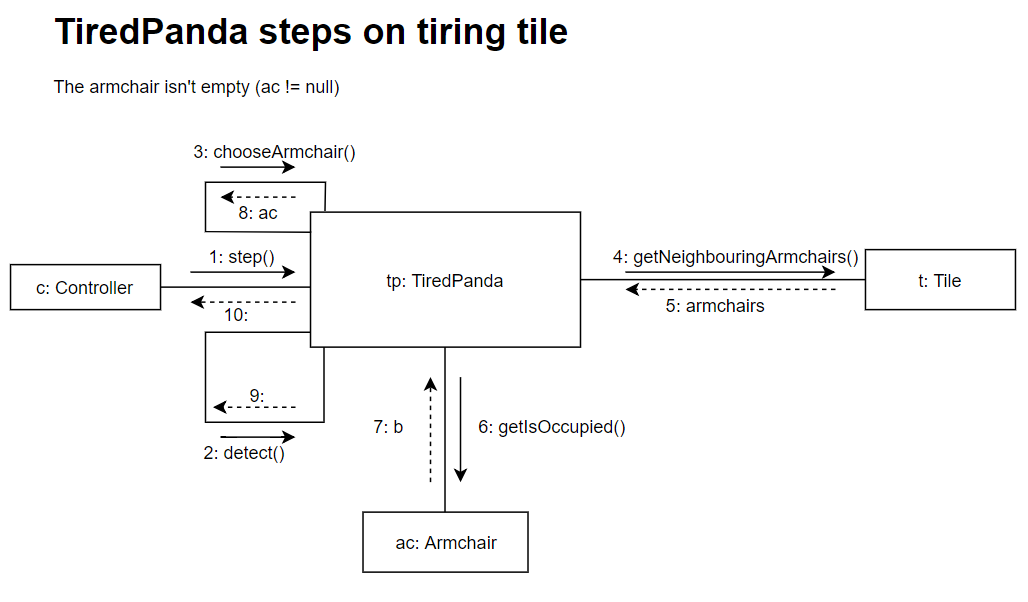 TiredPanda steps on tiring tile
The armchair isn't empty (ac != null)
3: chooseArmchair()
8: ac
1: step()
4: getNeighbouringArmchairs()
c: Controller
tp: TiredPanda
t: Tile
10:
5: armchairs
9:
7: b
6: getIsOccupied()
2: detect()
ac: Armchair